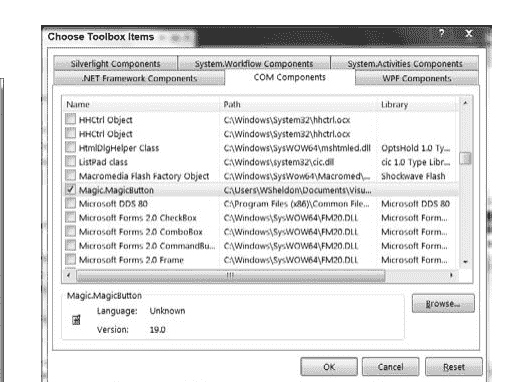 Choose Toolbox Items
? X
Silverlight Components System.Workflow Components System.Activities Components
.NET Framework Components COM Components WPF Components
Name Path Library
HHCtrl Object C:\Windows\System32\hhctrl.ocx
HHCtrl Object C:\Windows\System32\hhctrl.ocx
HtmlDlgHelper Class C:\Windows\SysWOW64\mshtmled.dll OptsHold 1.0 Ty...
ListPad class C:\Windows\system32\cic.dll cic 1.0 Type Libr...
Macromedia Flash Factory Object C:\Windows\SysWOW64\Macromed\... Shockwave Flash
Magic.MagicButton C:\Users\WSheldon\Documents\Visu...
Microsoft DDS 80 C:\Program Files (x86)\Common File... Microsoft DDS 80
Microsoft Forms 2.0 CheckBox C:\Windows\SysWOW64\FM20.DLL Microsoft Form...
Microsoft Forms 2.0 ComboBox C:\Windows\SysWOW64\FM20.DLL Microsoft Form...
Microsoft Forms 2.0 CommandBu... C:\Windows\SysWOW64\FM20.DLL Microsoft Form...
Microsoft Forms 2.0 Frame C:\Windows\SysWOW64\FM20.DLL Microsoft Form...
Magic.MagicButton
Browse...
Language: Unknown
Version: 19.0
OK Cancel Reset